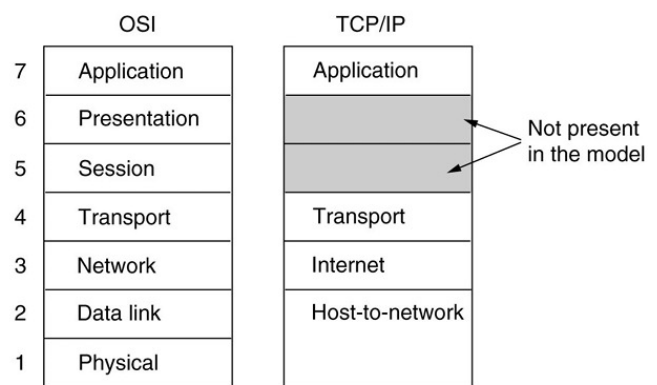 OSI TCP/IP
7 Application Application
6 Presentation
Not present
in the model
5 Session
4 Transport Transport
3 Network Internet
2 Data link Host-to-network
1 Physical